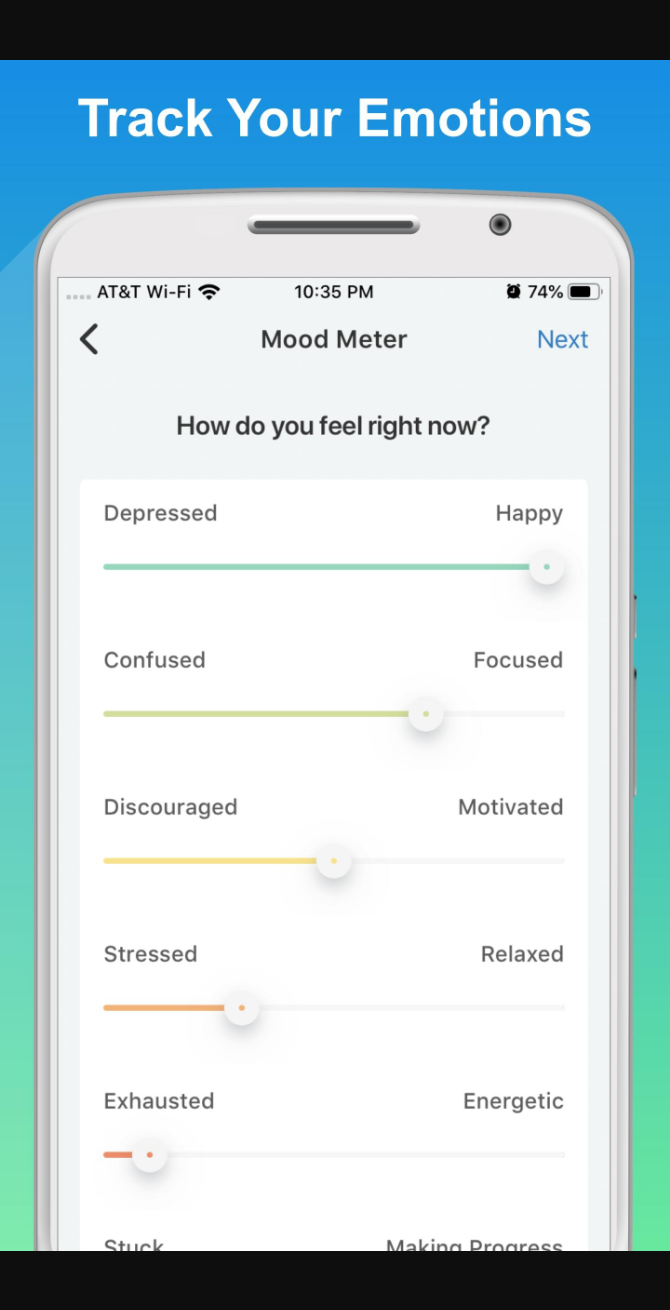 Track Your Emotions
AT&T Wi-Fi 10:35 PM 74%
Mood Meter Next
How do you feel right now?
Depressed Happy
Confused Focused
Discouraged Motivated
Stressed Relaxed
Exhausted Energetic
Stuck Making Progress